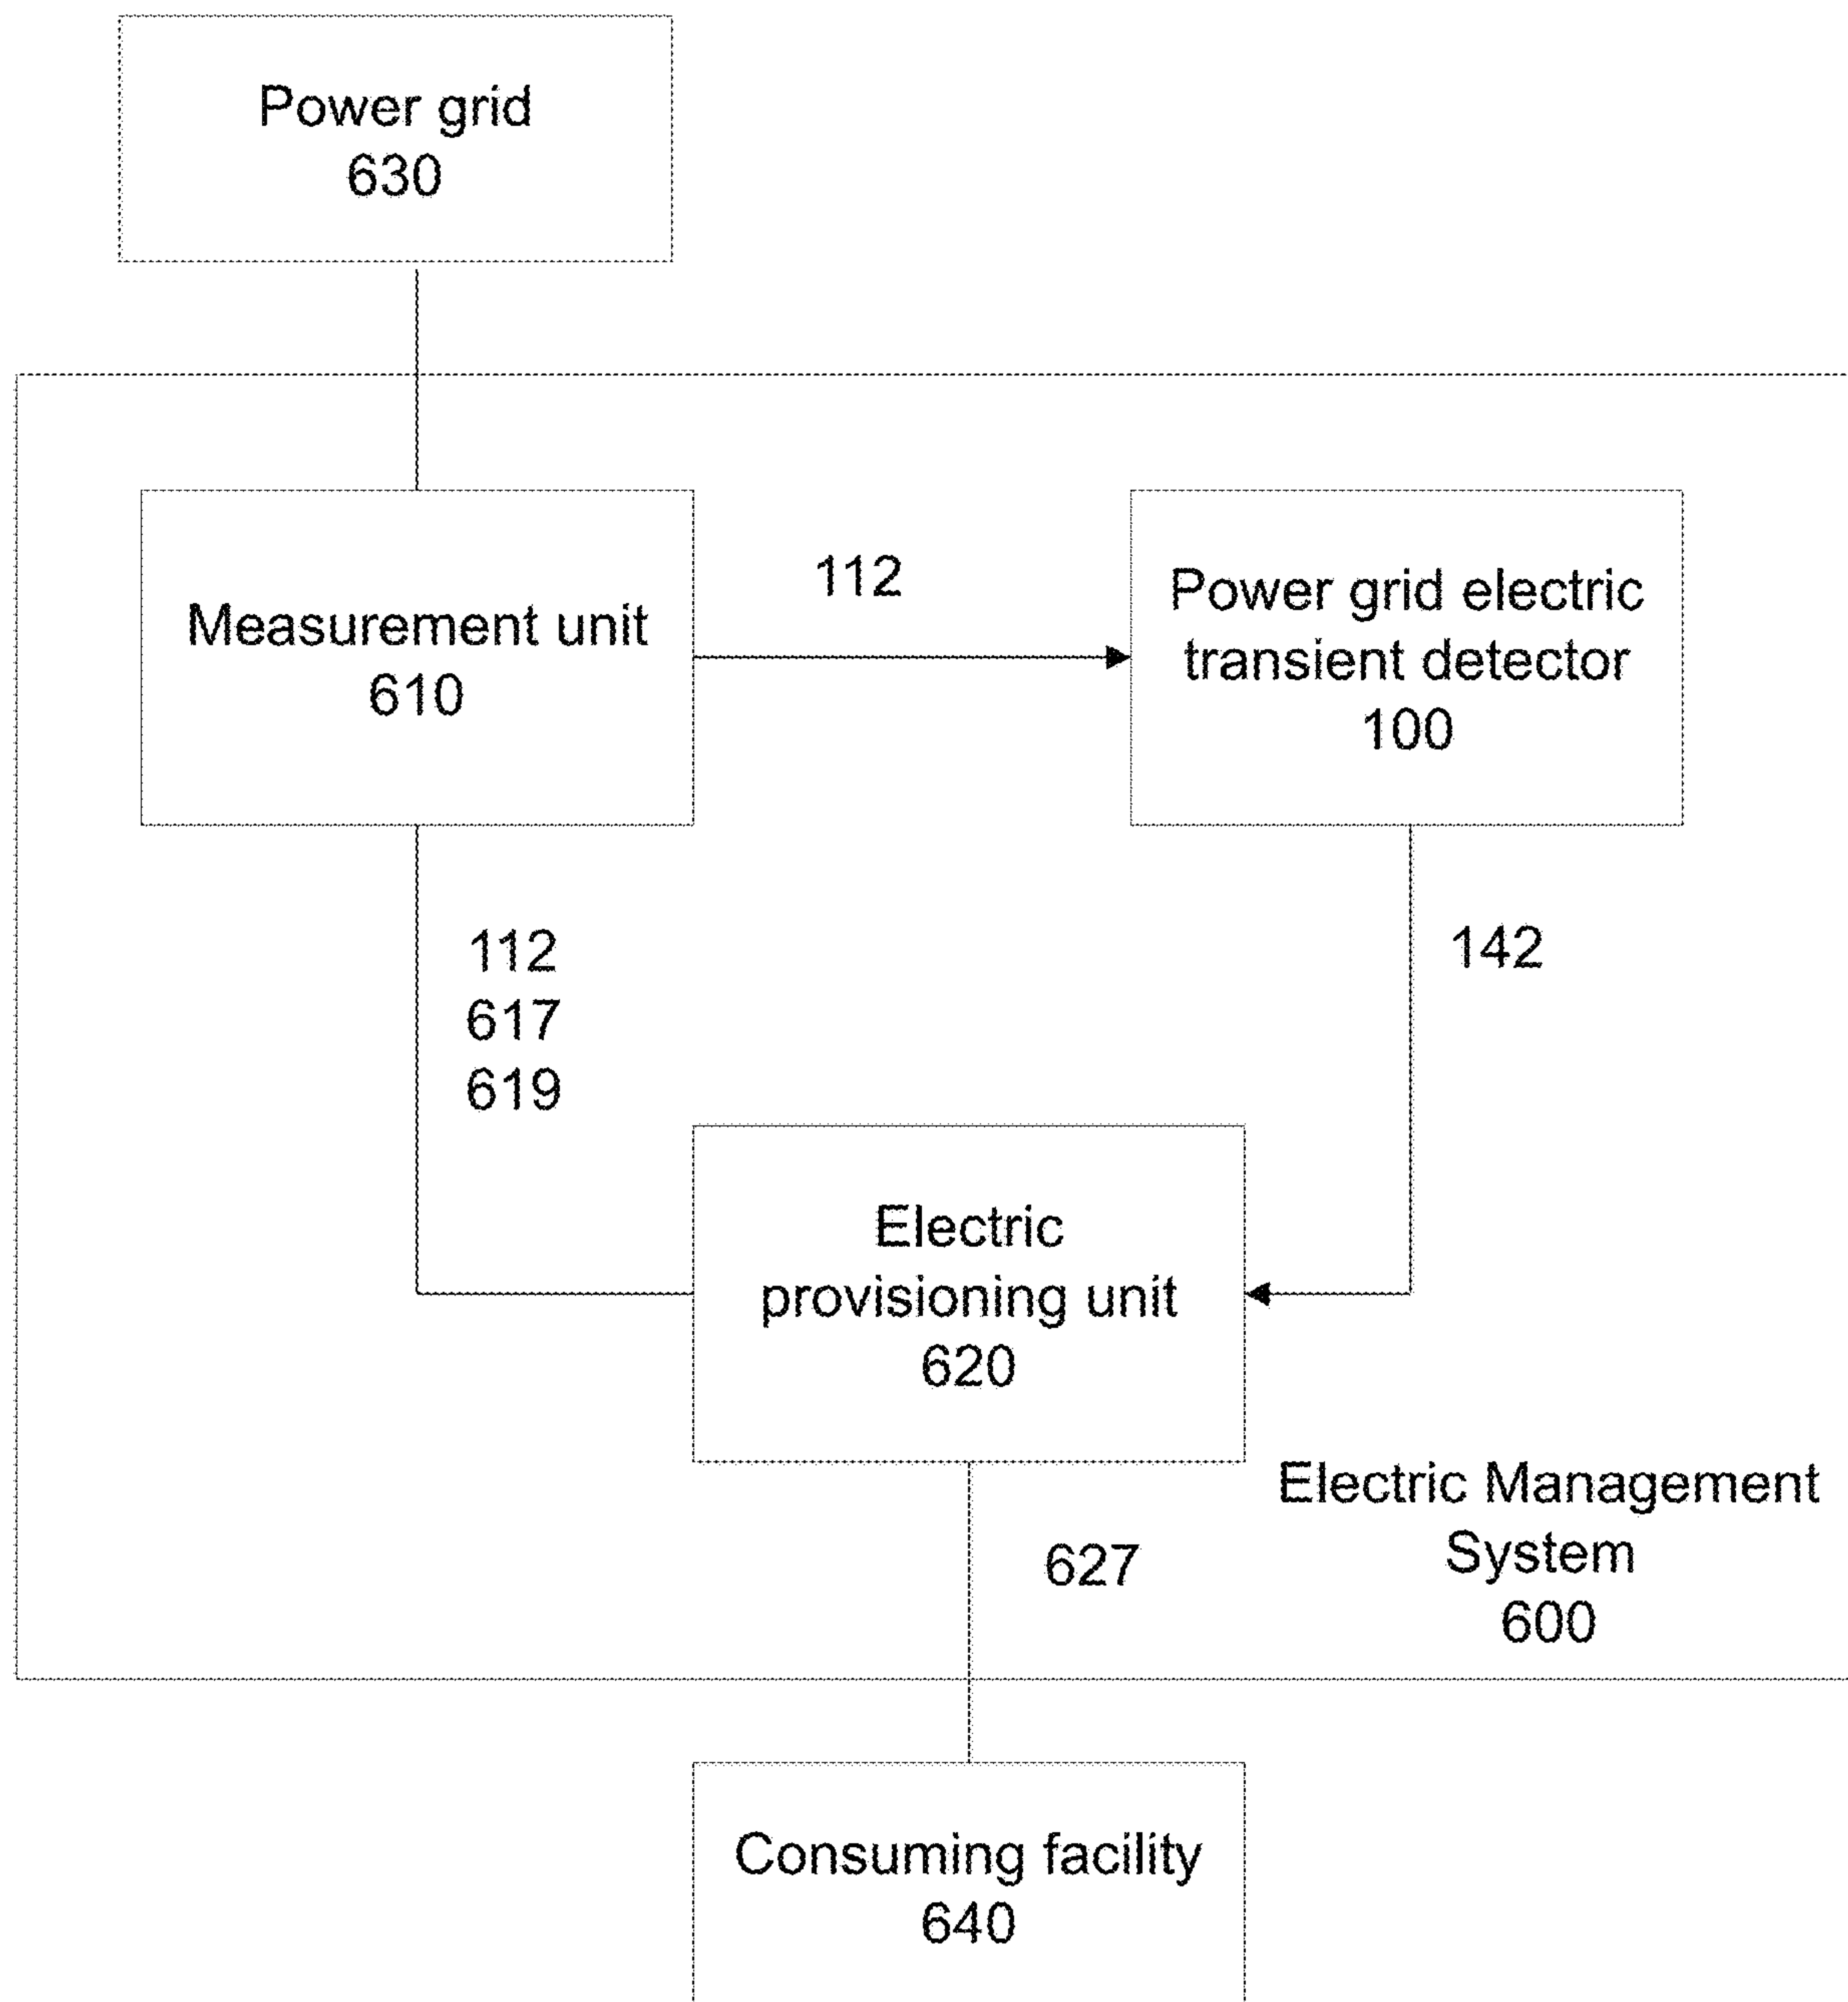 Power grid
630
Measurement unit
610
112
Power grid electric
transient detector
100
112
617
619
142
Electric
provisioning unit
620
627
Electric Management
System
600
Consuming facility
640